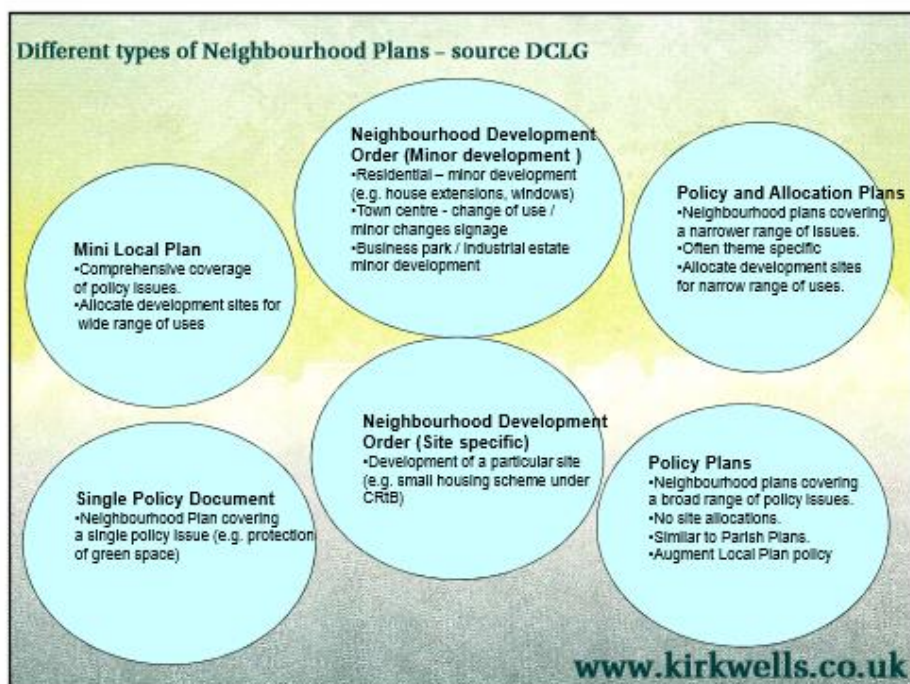 Different types of Neighbourhood Plans – source DCLG
Neighbourhood Development
Order (Minor development )
•Residential – minor development
(e.g. house extensions, windows)
•Town centre - change of use /
minor changes signage
•Business park / industrial estate
minor development
Policy and Allocation Plans
•Neighbourhood plans covering
a narrower range of issues.
•Often theme specific
•Allocate development sites
for narrow range of uses.
Mini Local Plan
•Comprehensive coverage
of policy issues.
•Allocate development sites for
wide range of uses
Neighbourhood Development
Order (Site specific)
•Development of a particular site
(e.g. small housing scheme under
CRtB)
Single Policy Document
•Neighbourhood Plan covering
a single policy issue (e.g. protection
of green space)
Policy Plans
•Neighbourhood plans covering
a broad range of policy issues.
•No site allocations.
•Similar to Parish Plans.
•Augment Local Plan policy
www.kirkwells.co.uk